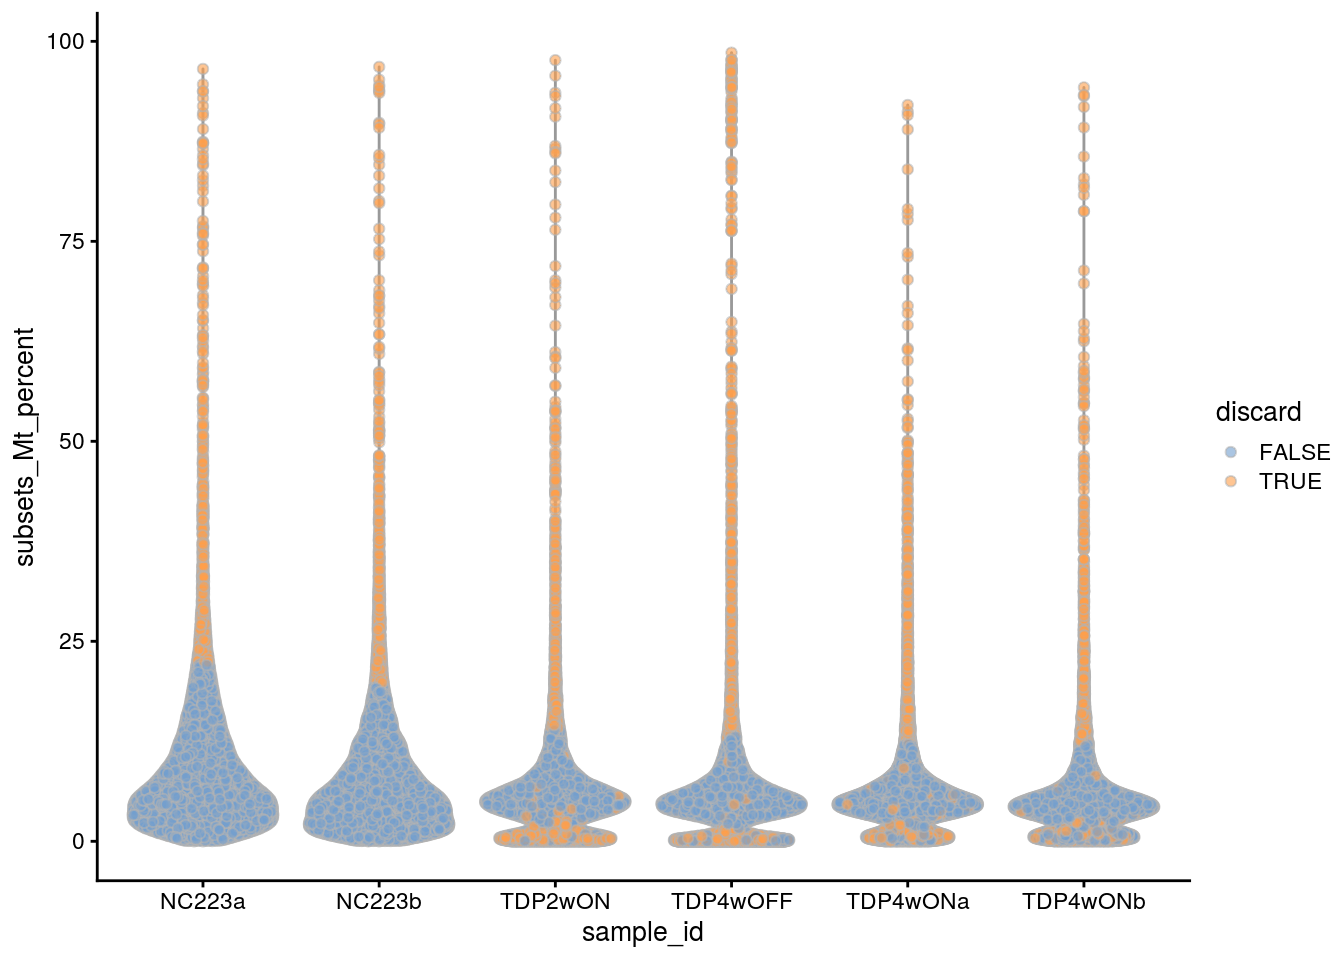 100
75
50
25
0
subsets_Mt_percent
NC223a NC223b TDP2wON TDP4wOFF TDP4wONa TDP4wONb
sample_id
discard
FALSE
TRUE